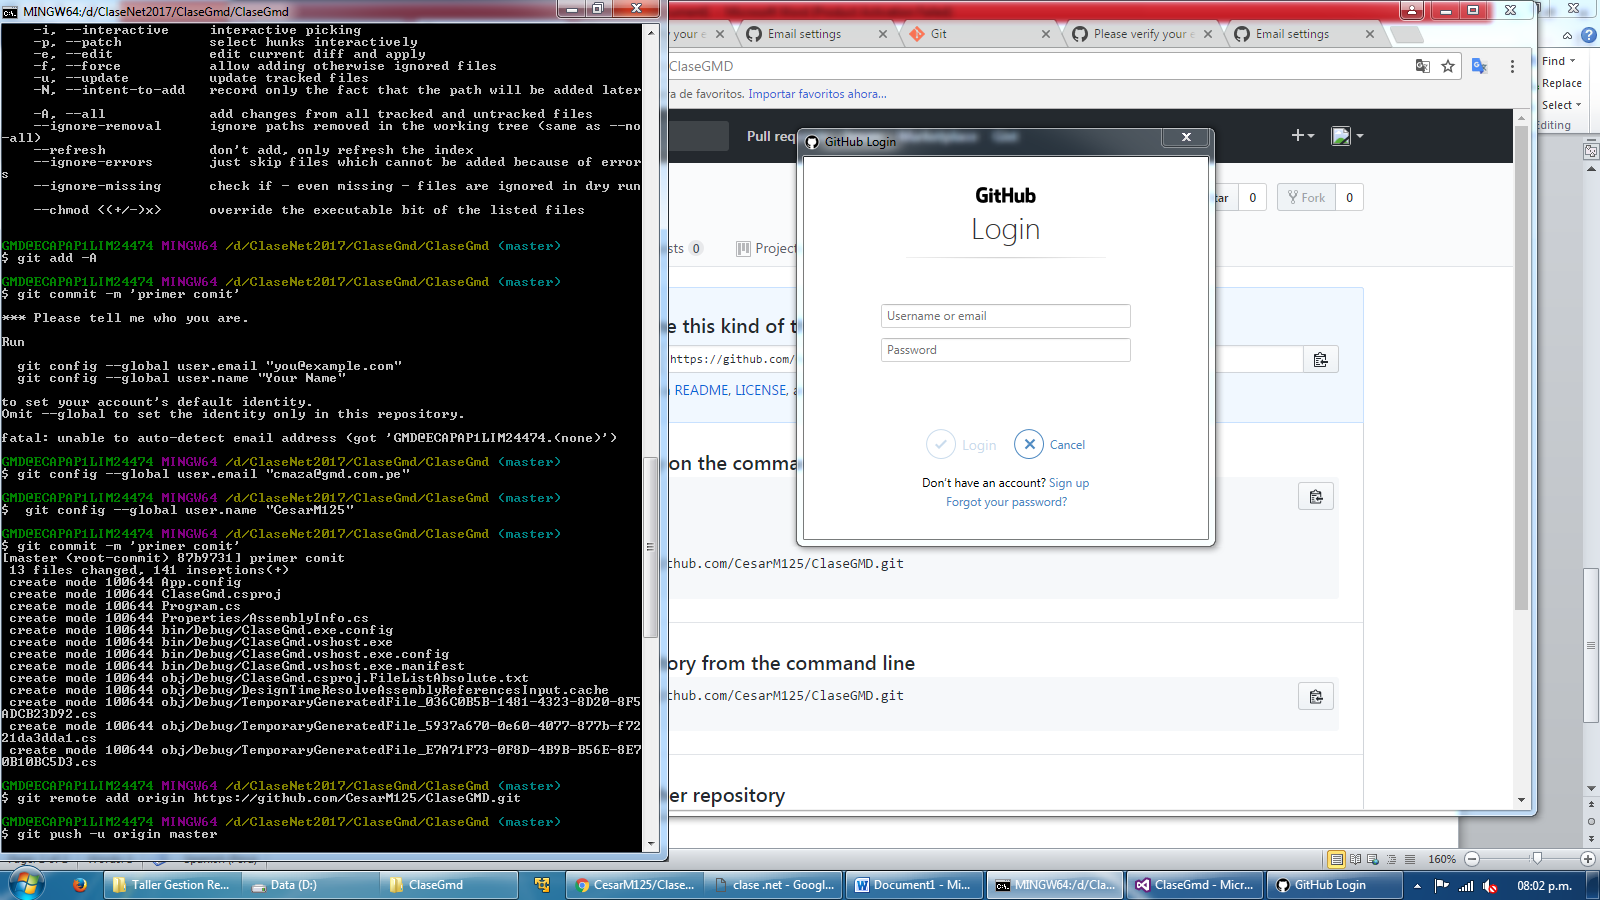 MINGW64:/d/ClaseNet2017/ClaseGmd/ClaseGmd
-i, --interactive interactive picking
-p, --patch select hunks interactively
-e, --edit edit current diff and apply
-f, --force allow adding otherwise ignored files
-u, --update update tracked files
-N, --intent-to-add record only the fact that the path will be added later
-A, --all add changes from all tracked and untracked files
--ignore-removal ignore paths removed in the working tree (same as --no
-all)
--refresh don't add, only refresh the index
--ignore-errors just skip files which cannot be added because of error
s
--ignore-missing check if - even missing - files are ignored in dry run
--chmod <(+/-)x> override the executable bit of the listed files
GMD@ECAPAP1LIM24474 MINGW64 /d/ClaseNet2017/ClaseGmd/ClaseGmd (master)
$ git add -A
GMD@ECAPAP1LIM24474 MINGW64 /d/ClaseNet2017/ClaseGmd/ClaseGmd (master)
$ git commit -m 'primer comit'
*** Please tell me who you are.
Run
git config --global user.email "you@example.com"
git config --global user.name "Your Name"
to set your account's default identity.
Omit --global to set the identity only in this repository.
fatal: unable to auto-detect email address (got 'GMD@ECAPAP1LIM24474.(none)')
GMD@ECAPAP1LIM24474 MINGW64 /d/ClaseNet2017/ClaseGmd/ClaseGmd (master)
$ git config --global user.email "cmaza@gmd.com.pe"
GMD@ECAPAP1LIM24474 MINGW64 /d/ClaseNet2017/ClaseGmd/ClaseGmd (master)
$  git config --global user.name "CesarM125"
GMD@ECAPAP1LIM24474 MINGW64 /d/ClaseNet2017/ClaseGmd/ClaseGmd (master)
$ git commit -m 'primer comit'
[master (root-commit) 87b9731] primer comit
13 files changed, 141 insertions(+)
create mode 100644 App.config
create mode 100644 ClaseGmd.csproj
create mode 100644 Program.cs
create mode 100644 Properties/AssemblyInfo.cs
create mode 100644 bin/Debug/ClaseGmd.exe.config
create mode 100644 bin/Debug/ClaseGmd.vshost.exe
create mode 100644 bin/Debug/ClaseGmd.vshost.exe.config
create mode 100644 bin/Debug/ClaseGmd.vshost.exe.manifest
create mode 100644 obj/Debug/ClaseGmd.csproj.FileListAbsolute.txt
create mode 100644 obj/Debug/DesignTimeResolveAssemblyReferencesInput.cache
create mode 100644 obj/Debug/TemporaryGeneratedFile_036C0B5B-1481-4323-8D20-8F5
ADCB23D92.cs
create mode 100644 obj/Debug/TemporaryGeneratedFile_5937a670-0e60-4077-877b-f72
21da3dda1.cs
create mode 100644 obj/Debug/TemporaryGeneratedFile_E7A71F73-0F8D-4B9B-B56E-8E7
0B10BC5D3.cs
GMD@ECAPAP1LIM24474 MINGW64 /d/ClaseNet2017/ClaseGmd/ClaseGmd (master)
$ git remote add origin https://github.com/CesarM125/ClaseGMD.git
GMD@ECAPAP1LIM24474 MINGW64 /d/ClaseNet2017/ClaseGmd/ClaseGmd (master)
$ git push -u origin master
your e
Email settings
Git
Please verify your e
Email settings
ClaseGMD
ra de favoritos. Importar favoritos ahora...
Pull req
tar 0
Fork 0
sts 0
Project
e this kind of t
https://github.com/
README, LICENSE, a
on the comma
hub.com/CesarM125/ClaseGMD.git
ory from the command line
hub.com/CesarM125/ClaseGMD.git
er repository
GitHub Login
GitHub
Login
Username or email
Password
Login
Cancel
Don't have an account? Sign up
Forgot your password?
Find
Replace
Select
Editing
160%
Taller Gestion Re...
Data (D:)
ClaseGmd
CesarM125/Clase...
clase .net - Googl...
Document1 - Mi...
MINGW64:/d/Cla...
ClaseGmd - Micr...
GitHub Login
08:02 p.m.